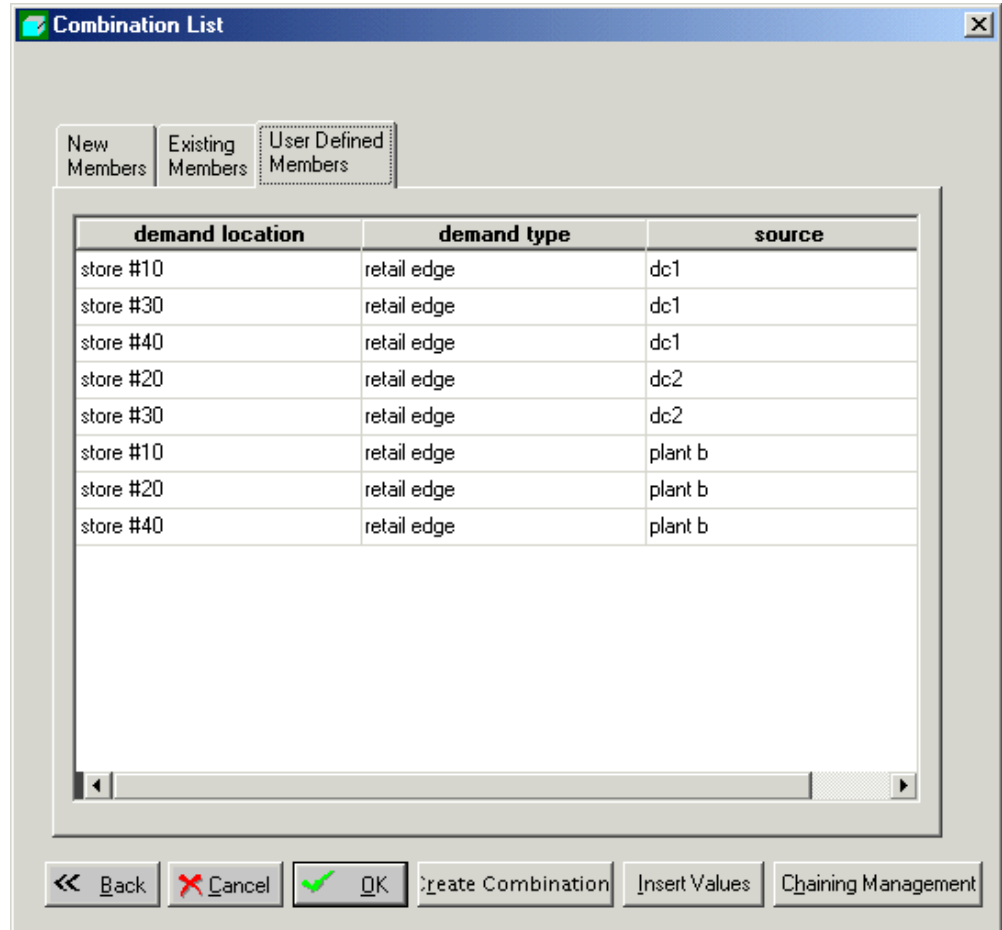 Combination List
New Members
Existing Members
User Defined Members
demand location demand type source
store #10 retail edge dc1
store #30 retail edge dc1
store #40 retail edge dc1
store #20 retail edge dc2
store #30 retail edge dc2
store #10 retail edge plant b
store #20 retail edge plant b
store #40 retail edge plant b
<< Back Cancel OK Create Combination Insert Values Chaining Management